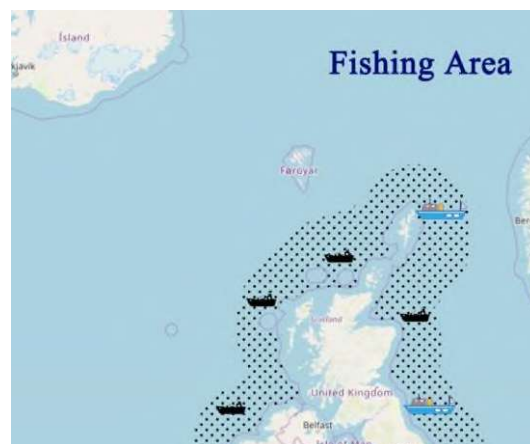 Ísland
Fishing Area
Føroyar
Scotland
United Kingdom
Belfast